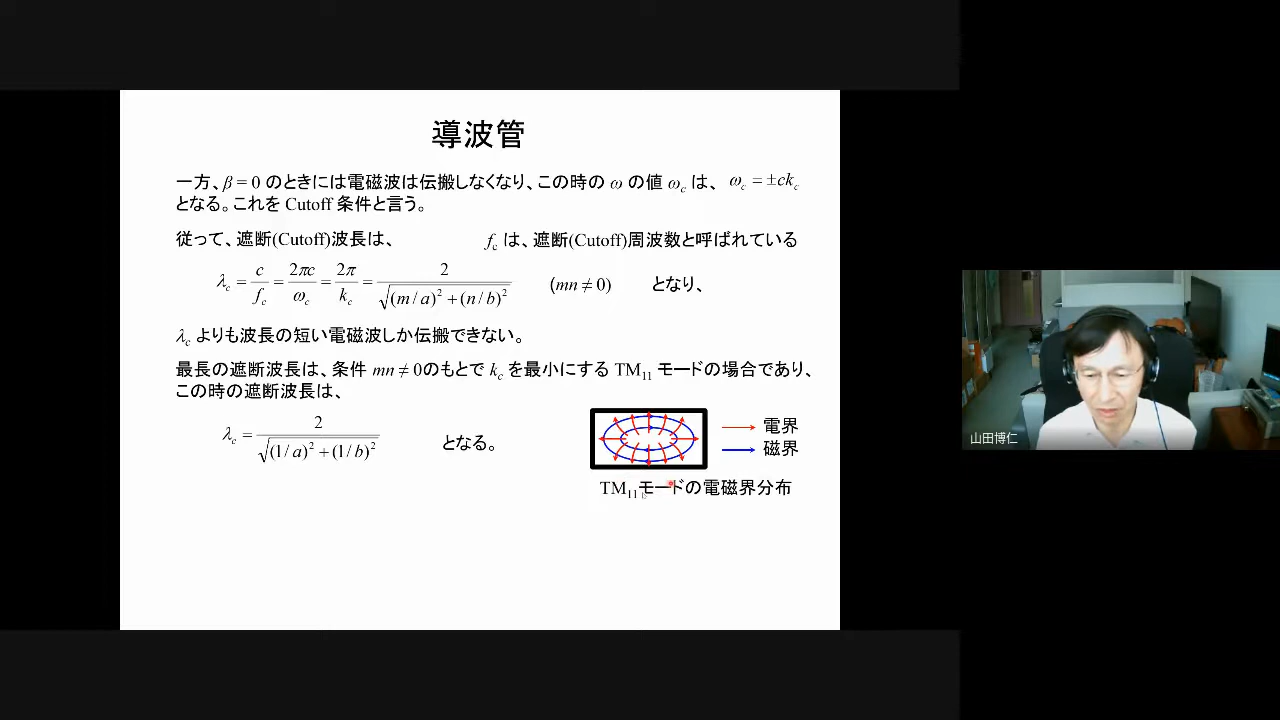 導波管
一方、β = 0 のときには電磁波は伝搬しなくなり、この時の ω の値 ω_c は、 ω_c = ±ck_c
となる。これを Cutoff 条件と言う。
従って、遮断(Cutoff)波長は、 f_c は、遮断(Cutoff)周波数と呼ばれている
λ_c = c/f_c = 2πc/ω_c = 2π/k_c = 2/√((m/a)² + (n/b)²) (mn ≠ 0) となり、
λ_c よりも波長の短い電磁波しか伝搬できない。
最長の遮断波長は、条件 mn ≠ 0のもとで k_c を最小にする TM₁₁ モードの場合であり、
この時の遮断波長は、
λ_c = 2/√((1/a)² + (1/b)²) となる。
電界
磁界
TM₁₁モードの電磁界分布
山田博仁